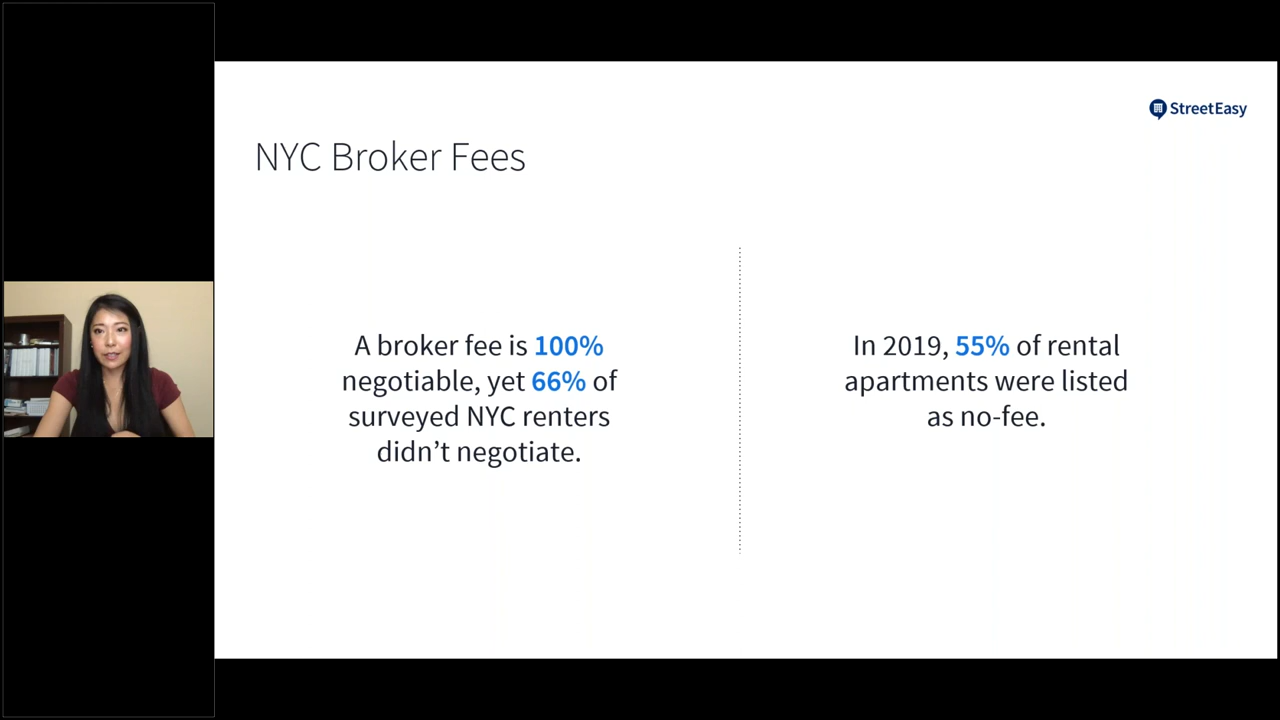 StreetEasy
NYC Broker Fees
A broker fee is 100%
negotiable, yet 66% of
surveyed NYC renters
didn’t negotiate.
In 2019, 55% of rental
apartments were listed
as no-fee.